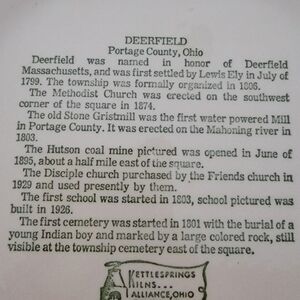 DEERFIELD
Portage County, Ohio
Deerfield was named in honor of Deerfield
Massachusetts, and was first settled by Lewis Ely in July of
1799. The township was formally organized in 1806.
The Methodist Church was erected on the southwest
corner of the square in 1874.
The old Stone Gristmill was the first water powered Mill
in Portage County. It was erected on the Mahoning river in
1803.
The Hutson coal mine pictured was opened in June of
1895, about a half mile east of the square.
The Disciple church purchased by the Friends church in
1929 and used presently by them.
The first school was started in 1803, school pictured was
built in 1926.
The first cemetery was started in 1801 with the burial of a
young Indian boy and marked by a large colored rock, still
visible at the township cemetery east of the square.
KETTLESPRINGS
KILNS
ALLIANCE, OHIO